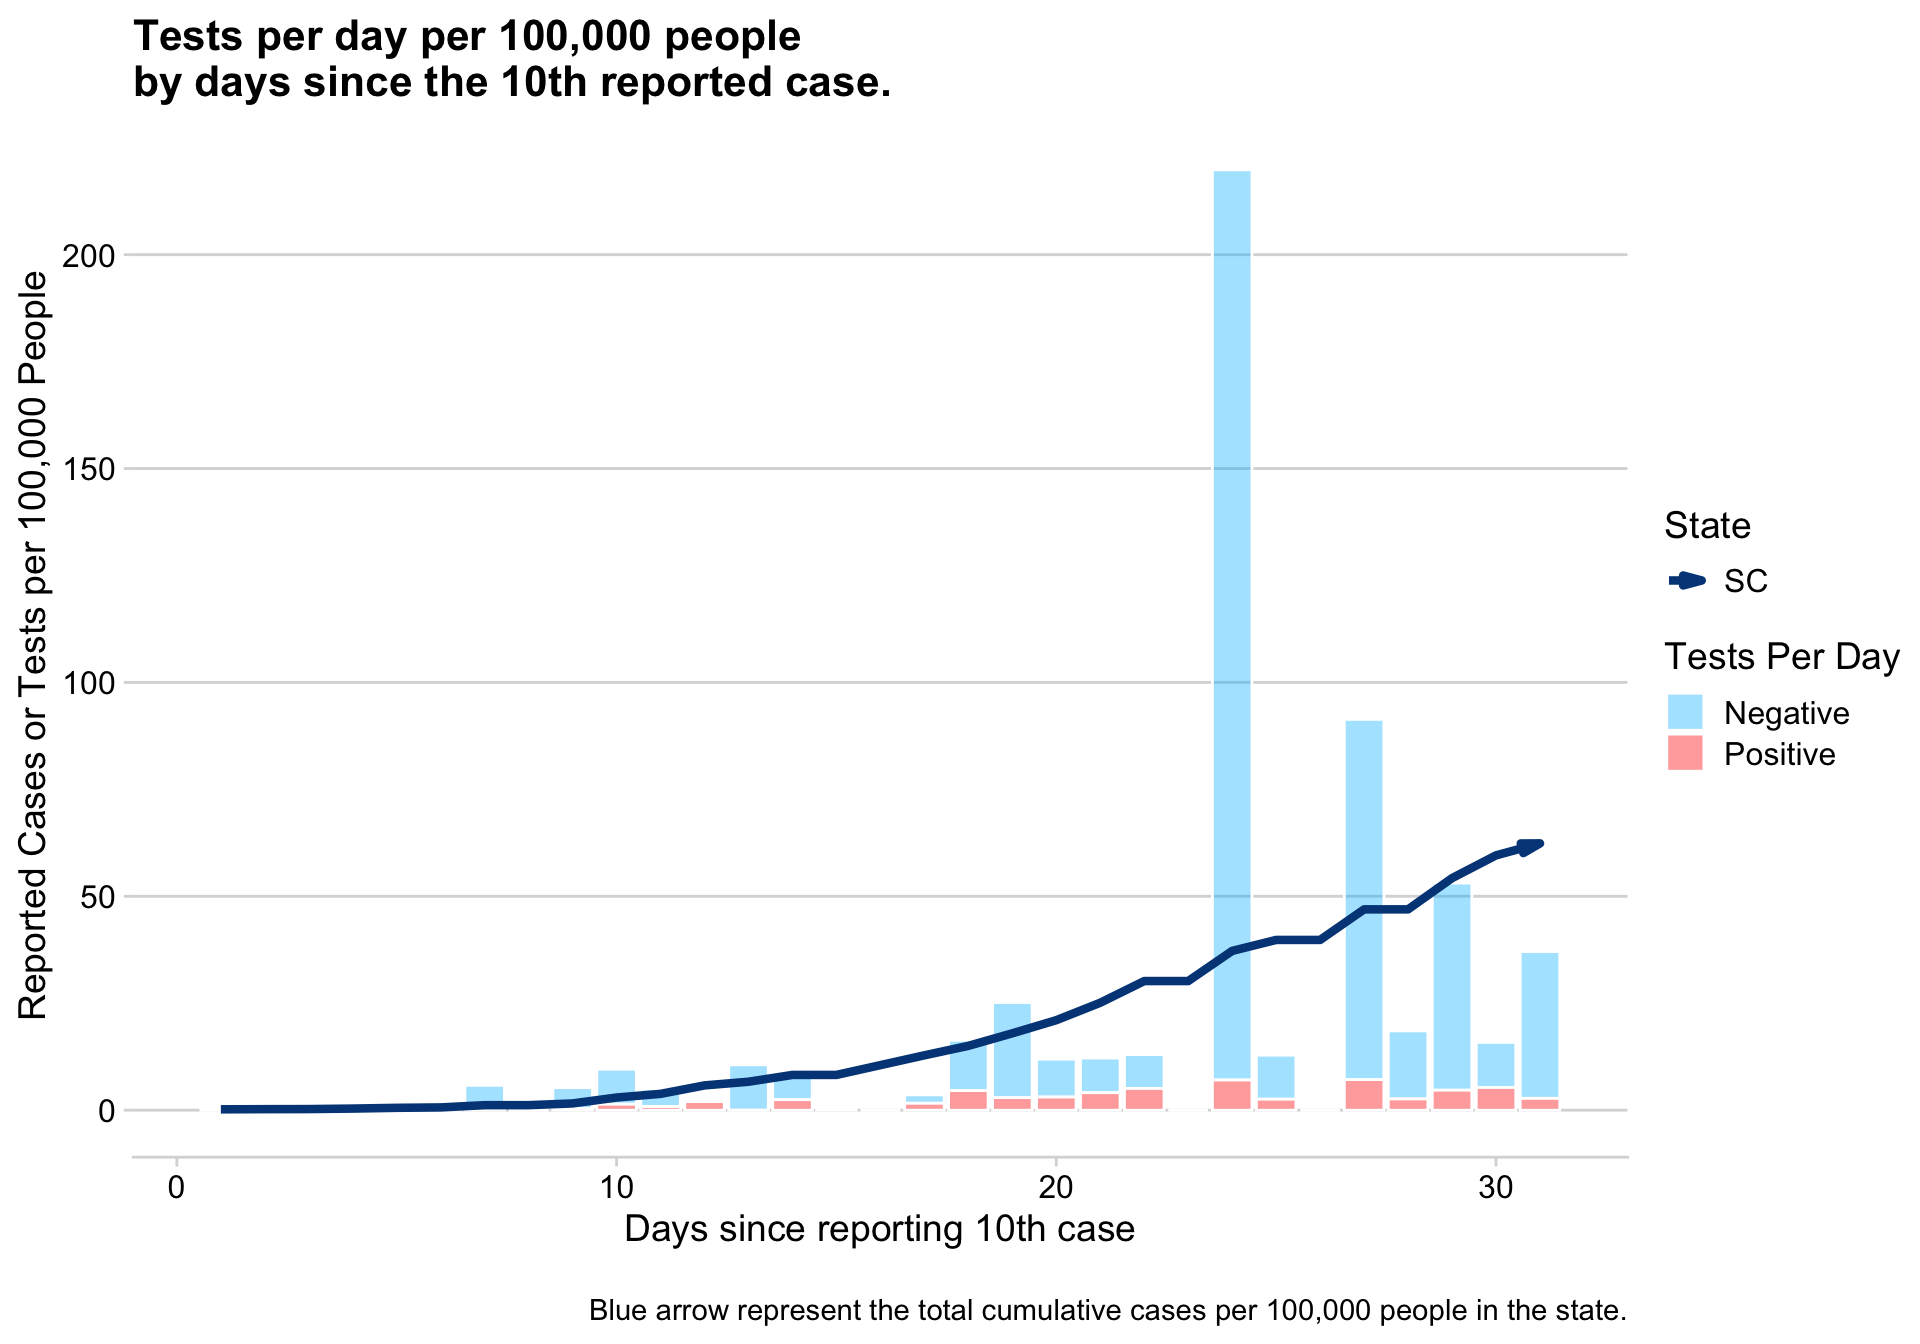 Tests per day per 100,000 people
by days since the 10th reported case.
Reported Cases or Tests per 100,000 People
200
150
100
50
0
0
10
20
30
Days since reporting 10th case
State
SC
Tests Per Day
Negative
Positive
Blue arrow represent the total cumulative cases per 100,000 people in the state.